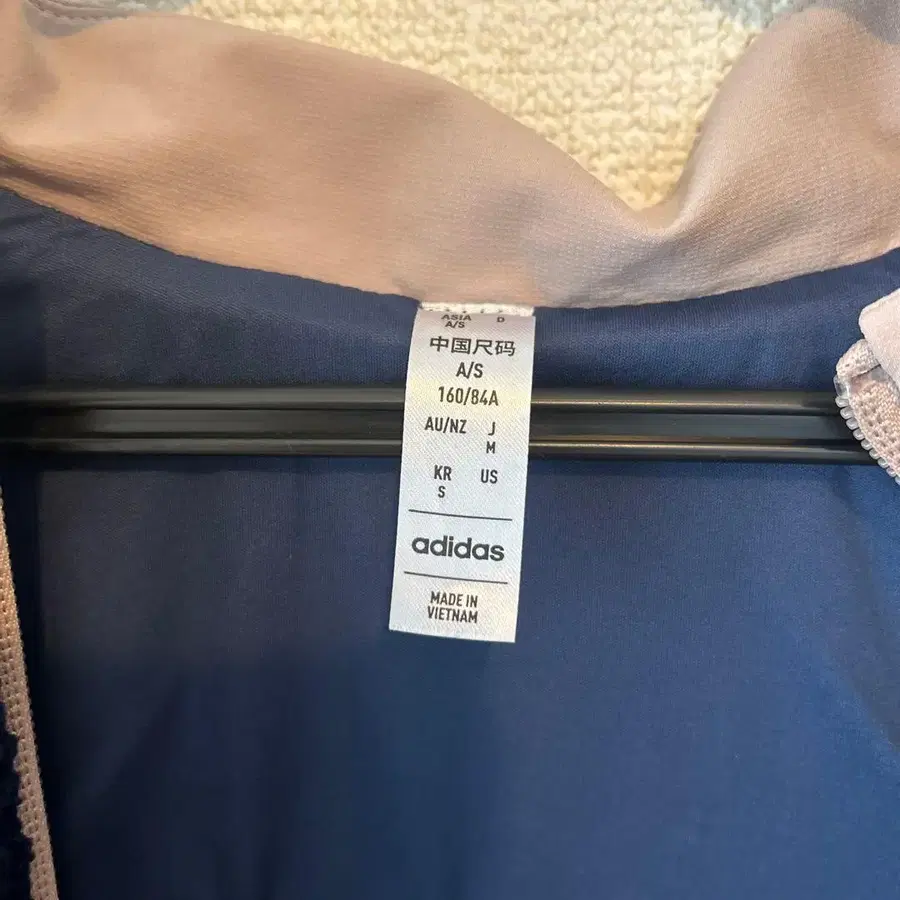 ASIA D
A/S
中国尺码
A/S
160/84A
AU/NZ J
M
KR US
S
adidas
MADE IN
VIETNAM